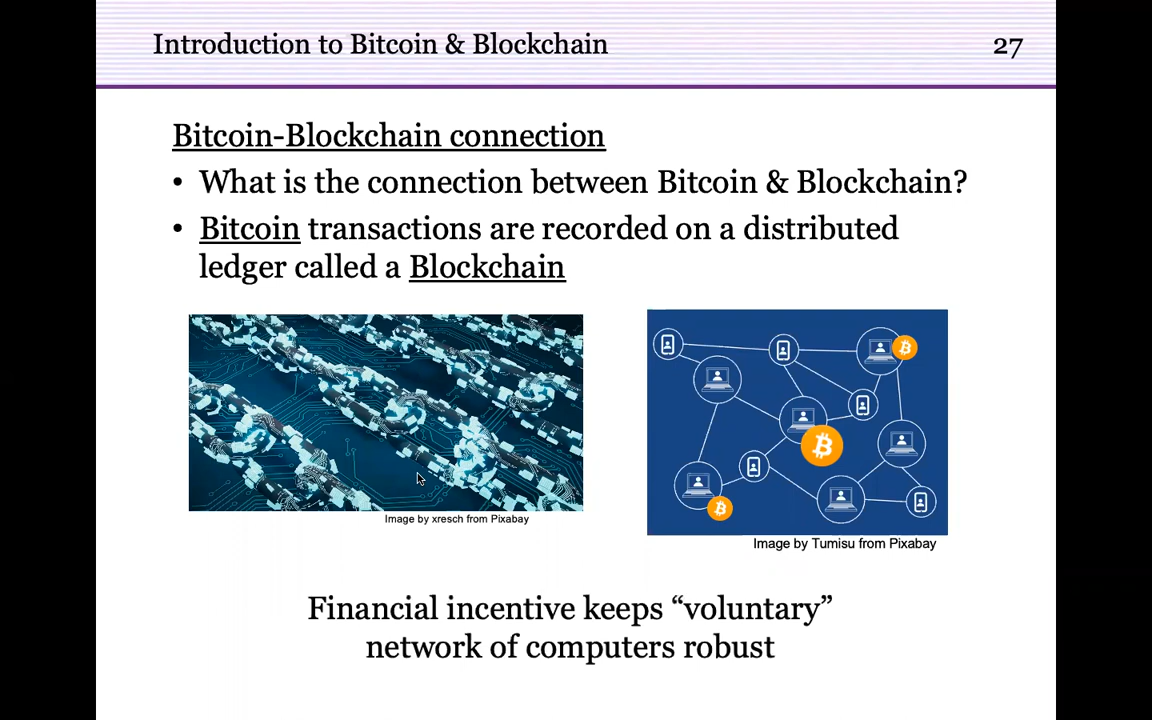 Introduction to Bitcoin & Blockchain
27
Bitcoin-Blockchain connection
• What is the connection between Bitcoin & Blockchain?
• Bitcoin transactions are recorded on a distributed
ledger called a Blockchain
Image by xresch from Pixabay
Image by Tumisu from Pixabay
Financial incentive keeps “voluntary”
network of computers robust